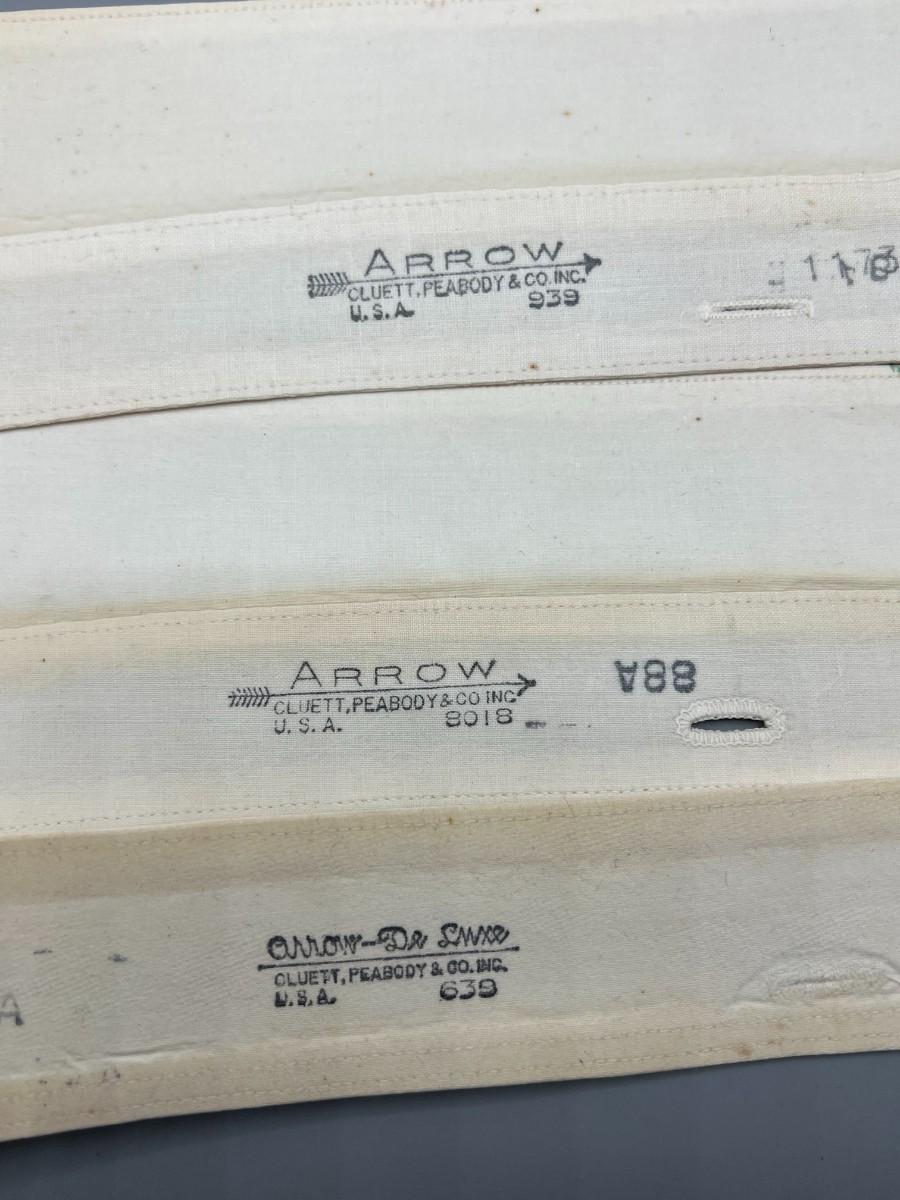 ARROW
CLUETT, PEABODY & CO. INC.
U.S.A. 939
1173
ARROW
CLUETT, PEABODY & CO INC
U.S.A. 8018
88A
Arrow-De Luxe
CLUETT, PEABODY & CO. INC.
U.S.A. 639
A